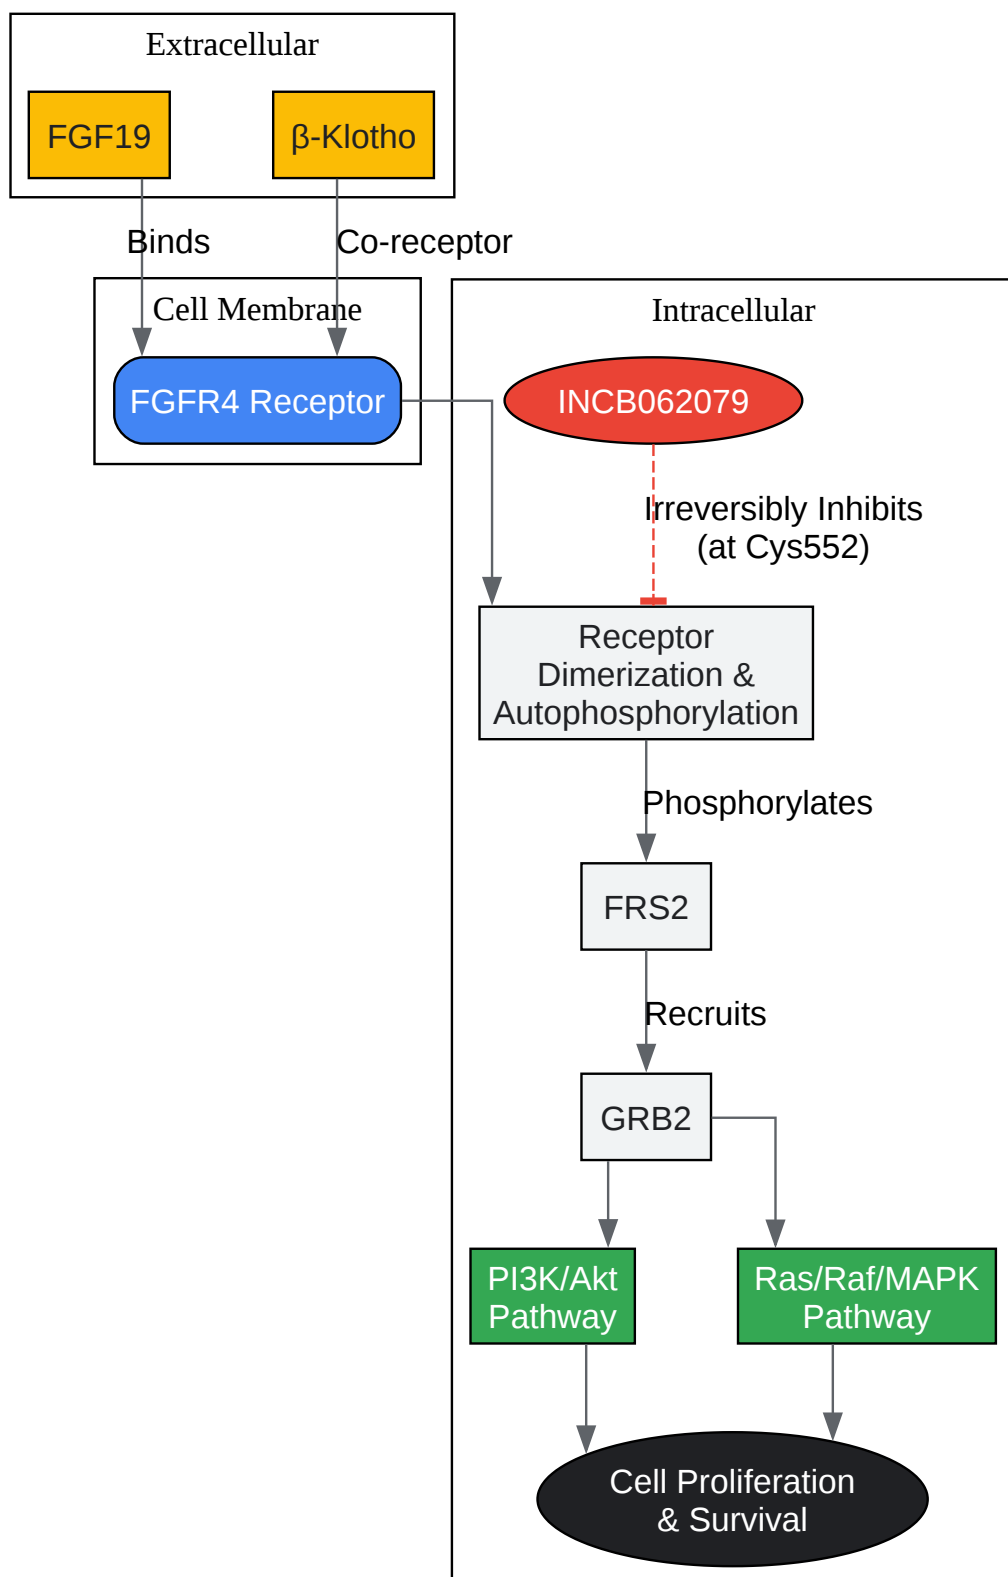 Extracellular
FGF19
β-Klotho
Binds
Co-receptor
Cell Membrane
Intracellular
FGFR4 Receptor
INCB062079
Irreversibly Inhibits
(at Cys552)
Receptor
Dimerization &
Autophosphorylation
Phosphorylates
FRS2
Recruits
GRB2
PI3K/Akt
Pathway
Ras/Raf/MAPK
Pathway
Cell Proliferation
& Survival